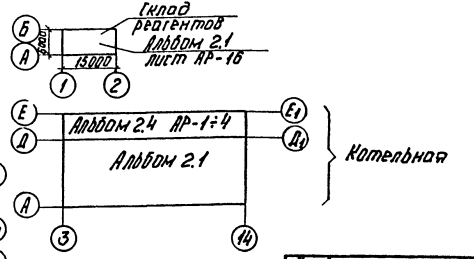 Склад
реагентов
Альбом 2.1
лист АР-16
Б
А
6000
15000
1
2
Е
Е1
Альбом 2.4 АР-1÷4
Д
Д1
Альбом 2.1
Котельная
А
3
14